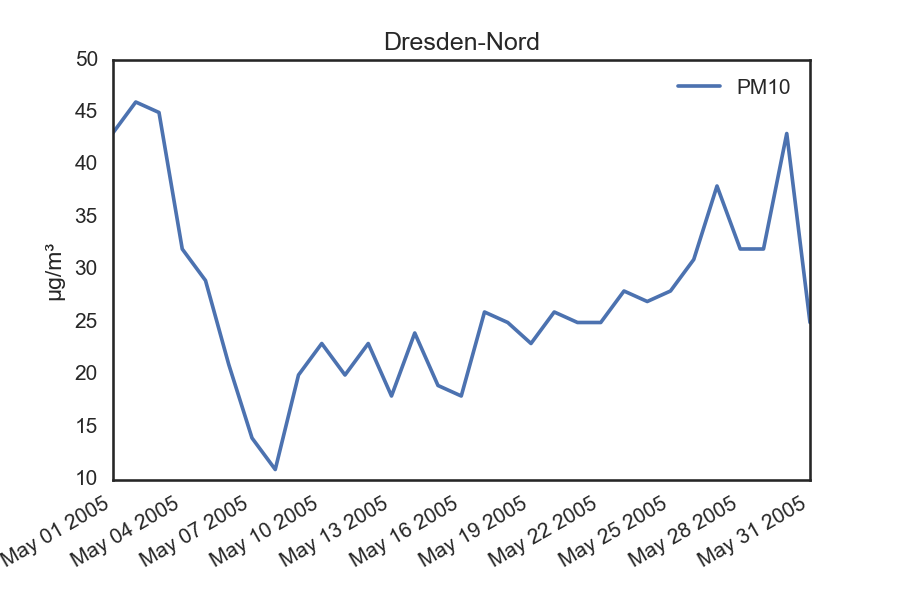 Dresden-Nord
PM10
µg/m³
50
45
40
35
30
25
20
15
10
May 01 2005
May 04 2005
May 07 2005
May 10 2005
May 13 2005
May 16 2005
May 19 2005
May 22 2005
May 25 2005
May 28 2005
May 31 2005